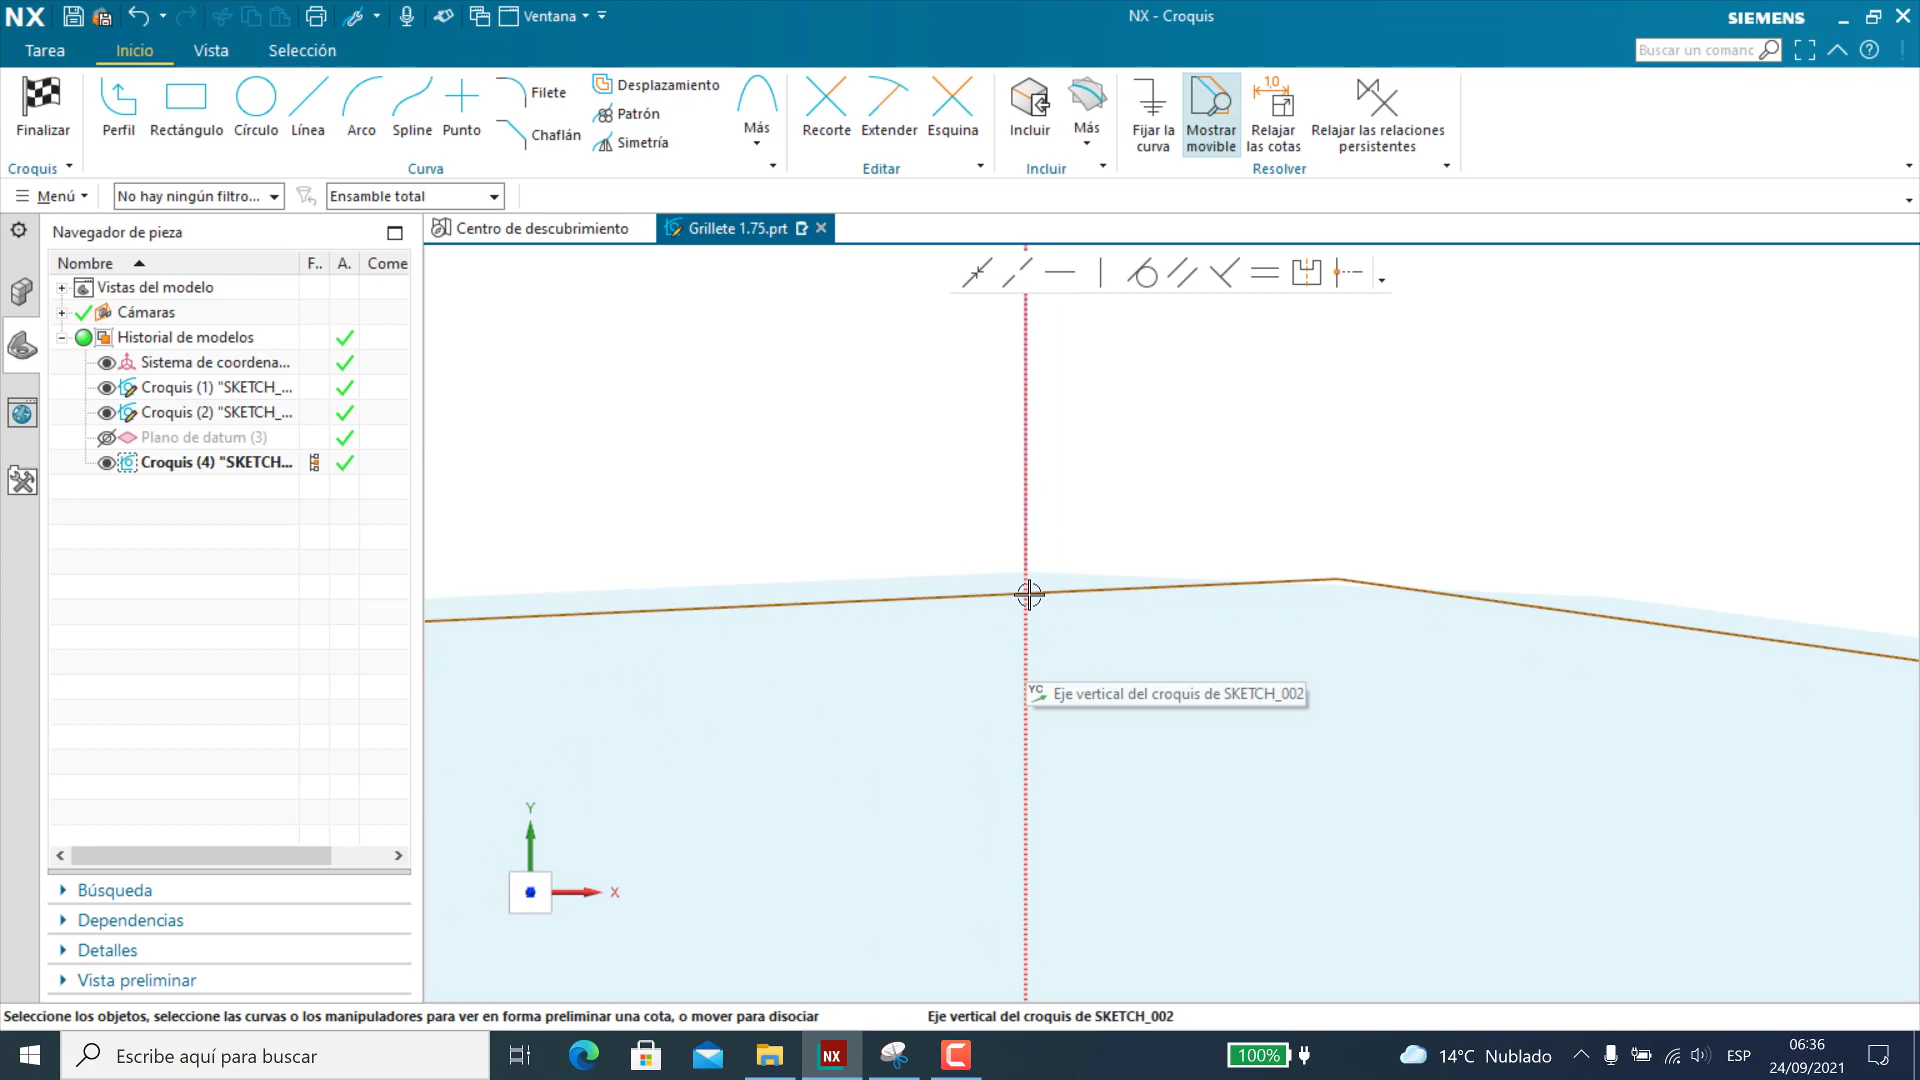 NX
Ventana
NX - Croquis
SIEMENS
Tarea
Inicio
Vista
Selección
Buscar un comanc
Finalizar
Perfil
Rectángulo
Círculo
Línea
Arco
Spline
Punto
Filete
Chaflán
Desplazamiento
Patrón
Simetría
Más
Recorte
Extender
Esquina
Incluir
Más
Fijar la
curva
Mostrar
movible
1.0
Relajar
las cotas
Relajar las relaciones
persistentes
Croquis
Curva
Editar
Incluir
Resolver
Menú
No hay ningún filtro...
Ensamble total
Navegador de pieza
Centro de descubrimiento
Grillete 1.75.prt
Nombre
F..
A.
Come
Vistas del modelo
Cámaras
Historial de modelos
Sistema de coordena...
Croquis (1) "SKETCH_...
Croquis (2) "SKETCH_...
Plano de datum (3)
Croquis (4) "SKETCH...
YC
Eje vertical del croquis de SKETCH_002
Y
X
Búsqueda
Dependencias
Detalles
Vista preliminar
Seleccione los objetos, seleccione las curvas o los manipuladores para ver en forma preliminar una cota, o mover para disociar
Eje vertical del croquis de SKETCH_002
Escribe aquí para buscar
NX
100%
14°C Nublado
ESP
06:36
24/09/2021